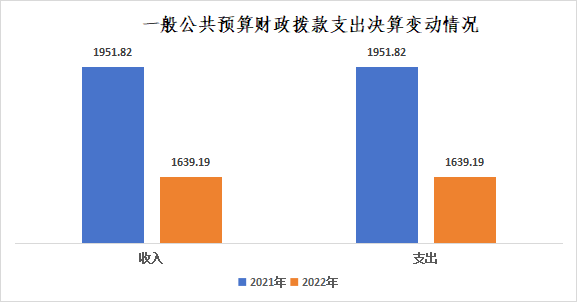 一般公共预算财政拨款支出决算变动情况
1951.82
1639.19
1951.82
1639.19
收入
支出
2021年
2022年